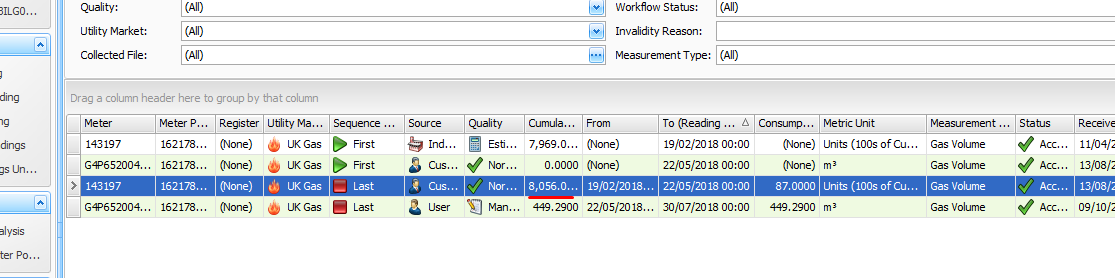 BILG0... Quality: (All) Workflow Status: (All)
Utility Market: (All) Invalidity Reason:
Collected File: (All) Measurement Type: (All)
Drag a column header here to group by that column
Meter Meter P... Register Utility Ma... Sequence ... Source Quality Cumula... From To (Reading ... Consump... Metric Unit Measurement ... Status Receive
143197 162178... (None) UK Gas First Ind... Esti... 7,969.0... (None) 19/02/2018 00:00 (None) Units (100s of Cu... Gas Volume Acc... 11/04/
G4P652004... 162178... (None) UK Gas First Cus... Nor... 0.0000 (None) 22/05/2018 00:00 (None) m³ Gas Volume Acc... 13/08/2
143197 162178... (None) UK Gas Last Cus... Nor... 8,056.0... 19/02/2018... 22/05/2018 00:00 87.0000 Units (100s of Cu... Gas Volume Acc... 13/08/2
G4P652004... 162178... (None) UK Gas Last User Man... 449.2900 22/05/2018... 30/07/2018 00:00 449.2900 m³ Gas Volume Acc... 09/10/2
ding
ng
dings
gs Un...
alysis
ter Po...